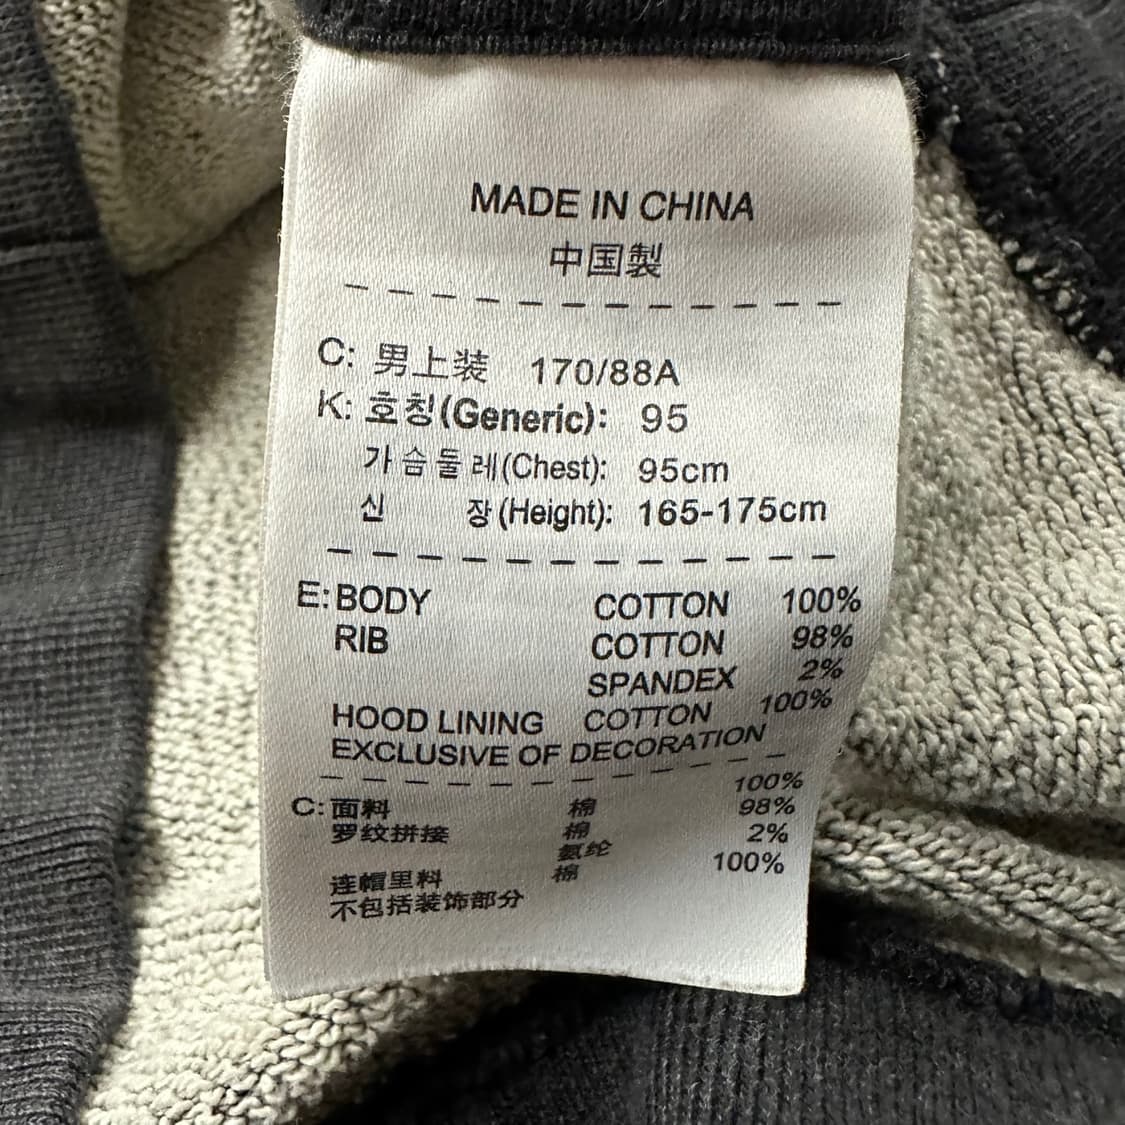 MADE IN CHINA
中国製
C: 男上装 170/88A
K: 호칭(Generic): 95
가슴둘레(Chest): 95cm
신 장(Height): 165-175cm
E: BODY COTTON 100%
RIB COTTON 98%
SPANDEX 2%
HOOD LINING COTTON 100%
EXCLUSIVE OF DECORATION
C: 面料 棉 100%
罗纹拼接 棉 98%
氨纶 2%
连帽里料 棉 100%
不包括装饰部分